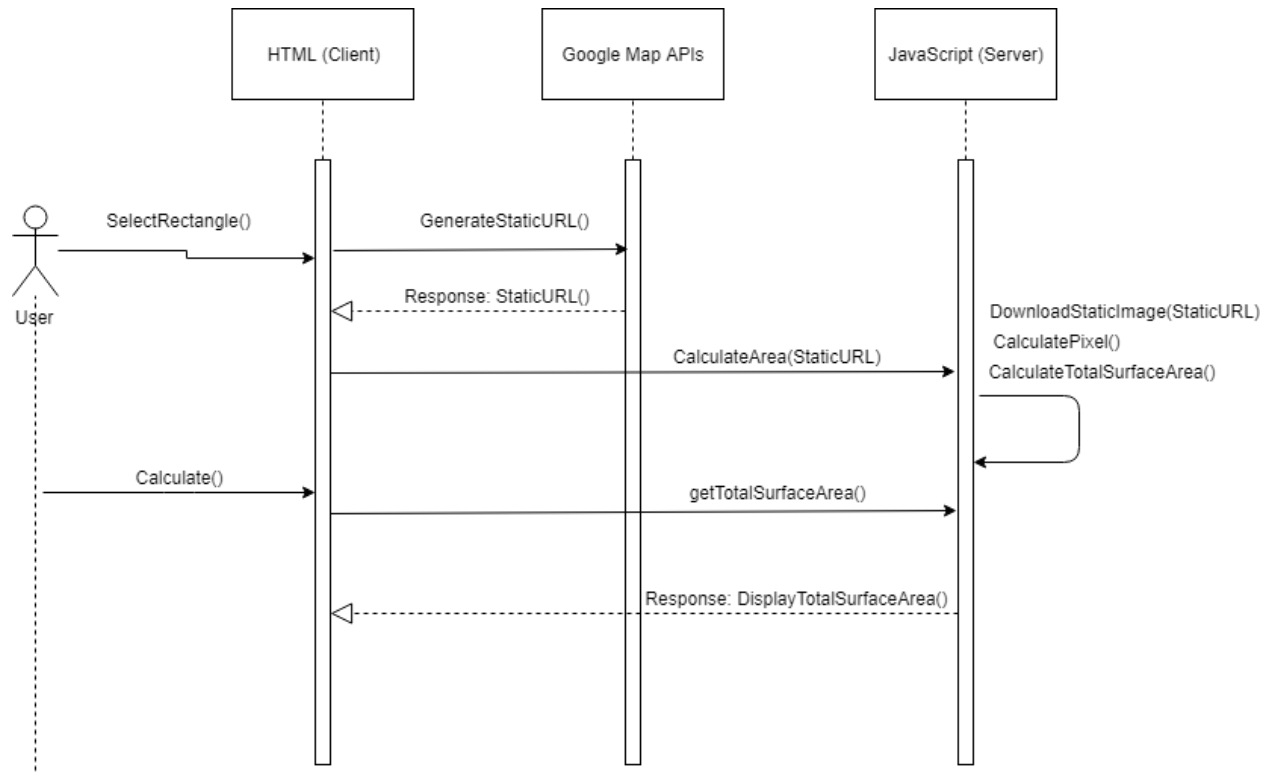 HTML (Client)
Google Map APIs
JavaScript (Server)
SelectRectangle()
GenerateStaticURL()
Response: StaticURL()
User
DownloadStaticImage(StaticURL)
CalculatePixel()
CalculateArea(StaticURL)
CalculateTotalSurfaceArea()
Calculate()
getTotalSurfaceArea()
Response: DisplayTotalSurfaceArea()